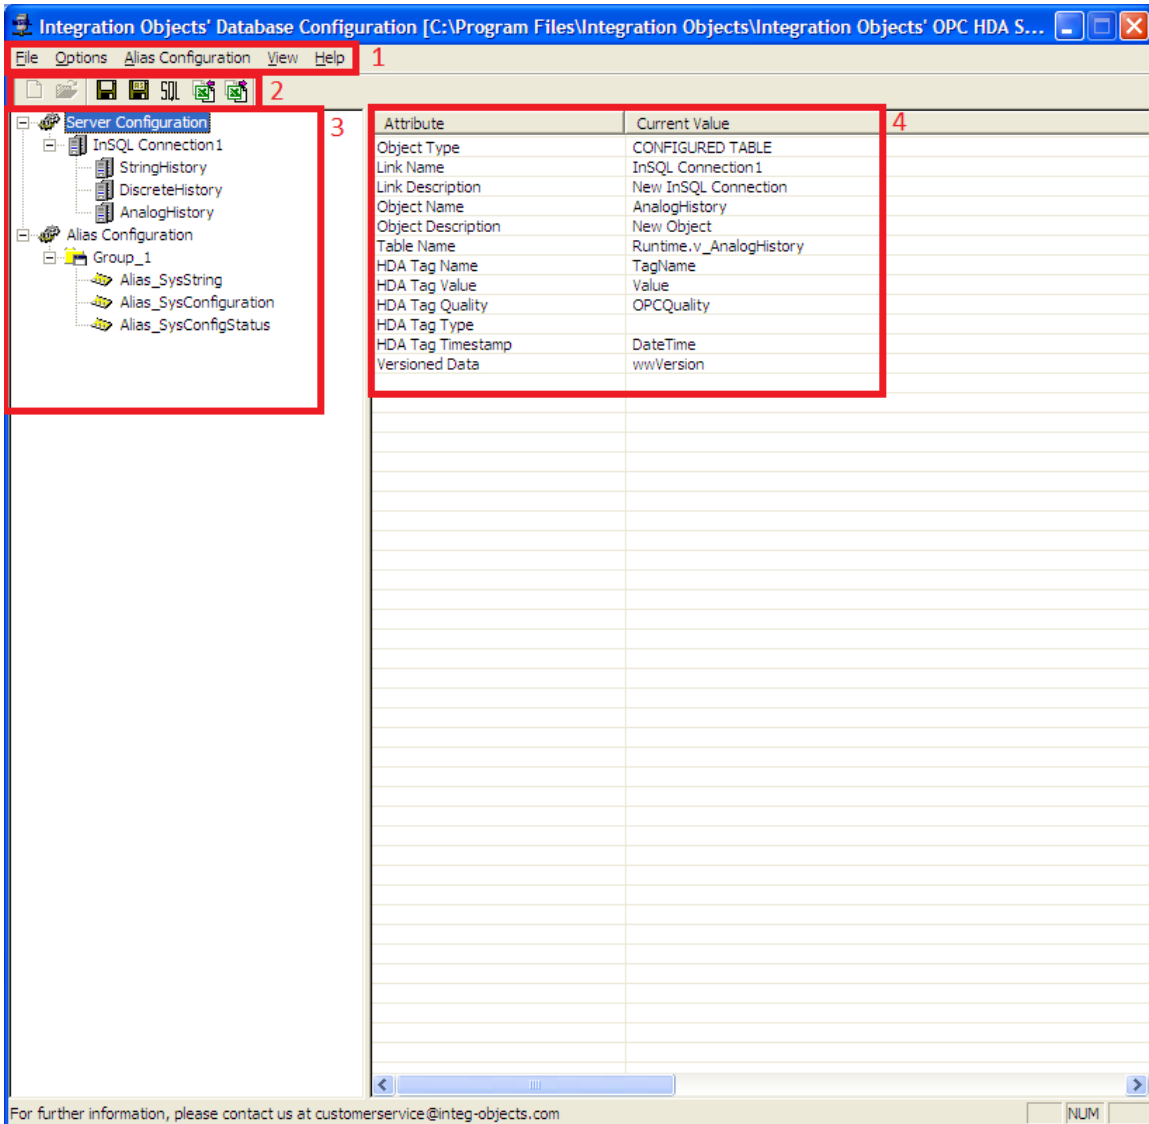 Integration Objects' Database Configuration [C:\Program Files\Integration Objects\Integration Objects' OPC HDA S...
File Options Alias Configuration View Help 1
SQL 2
Server Configuration
InSQL Connection1
StringHistory
DiscreteHistory
AnalogHistory
Alias Configuration
Group_1
Alias_SysString
Alias_SysConfiguration
Alias_SysConfigStatus
3
Attribute Current Value 4
Object Type CONFIGURED TABLE
Link Name InSQL Connection1
Link Description New InSQL Connection
Object Name AnalogHistory
Object Description New Object
Table Name Runtime.v_AnalogHistory
HDA Tag Name TagName
HDA Tag Value Value
HDA Tag Quality OPCQuality
HDA Tag Type
HDA Tag Timestamp DateTime
Versioned Data wwVersion
For further information, please contact us at customerservice@integ-objects.com NUM